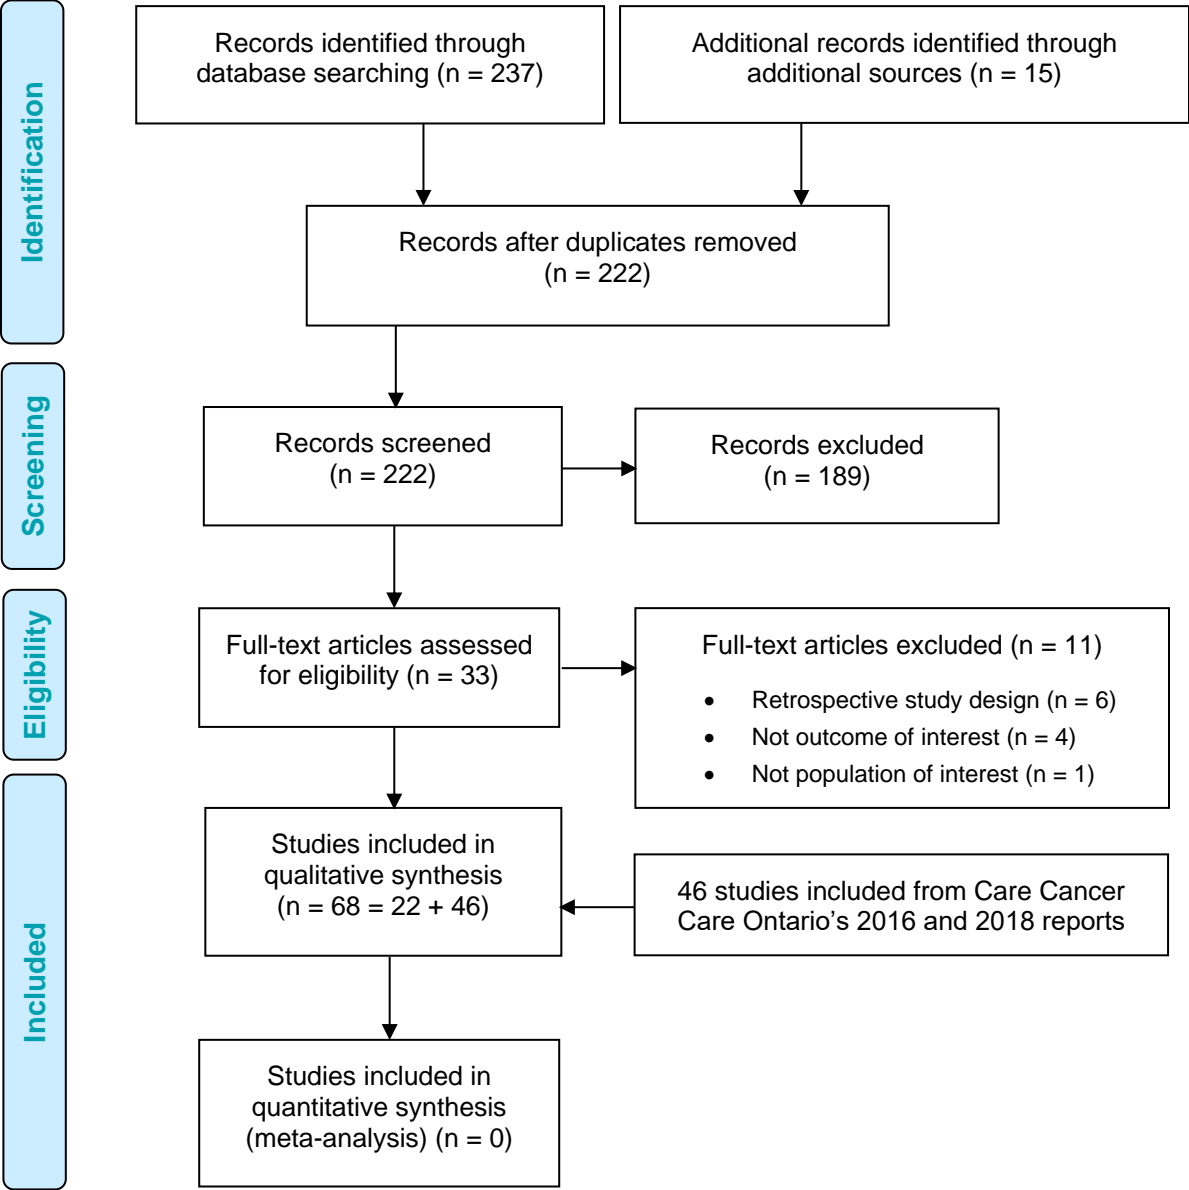 Identification
Records identified through
database searching (n = 237)
Additional records identified through
additional sources (n = 15)
Records after duplicates removed
(n = 222)
Screening
Records screened
(n = 222)
Records excluded
(n = 189)
Eligibility
Full-text articles assessed
for eligibility (n = 33)
Full-text articles excluded (n = 11)
• Retrospective study design (n = 6)
• Not outcome of interest (n = 4)
• Not population of interest (n = 1)
Included
Studies included in
qualitative synthesis
(n = 68 = 22 + 46)
46 studies included from Care Cancer
Care Ontario’s 2016 and 2018 reports
Studies included in
quantitative synthesis
(meta-analysis) (n = 0)